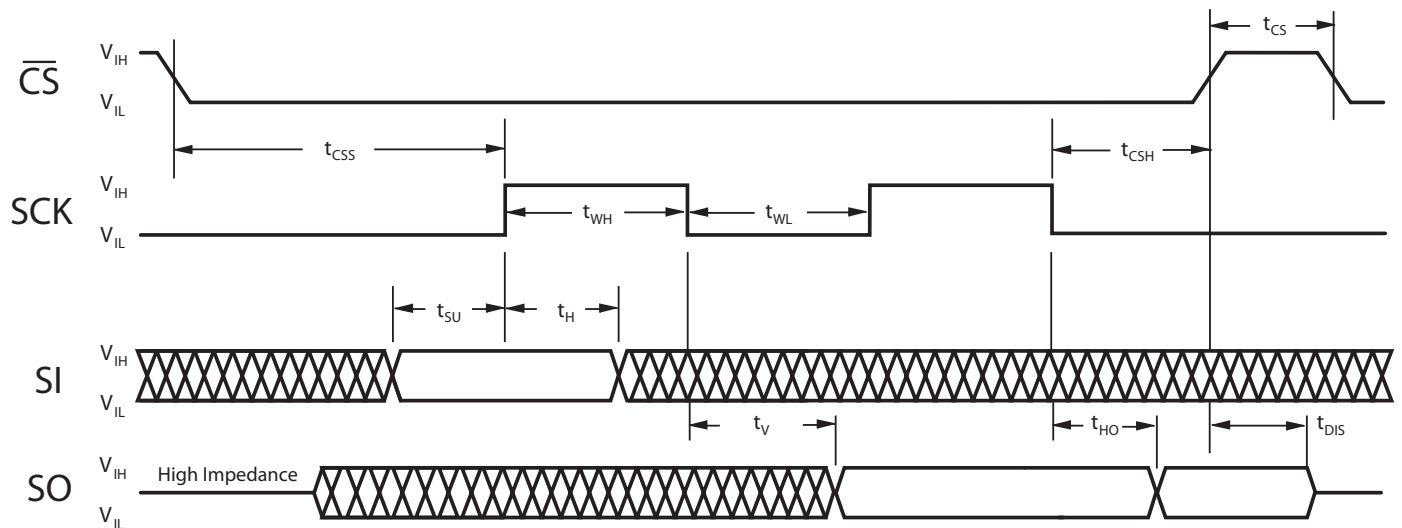 t_CS
V_IH
CS
V_IL
t_CSS
t_CSH
V_IH
SCK
t_WH
t_WL
V_IL
t_SU
t_H
V_IH
SI
V_IL
t_V
t_HO
t_DIS
V_IH
High Impedance
SO
V_IL